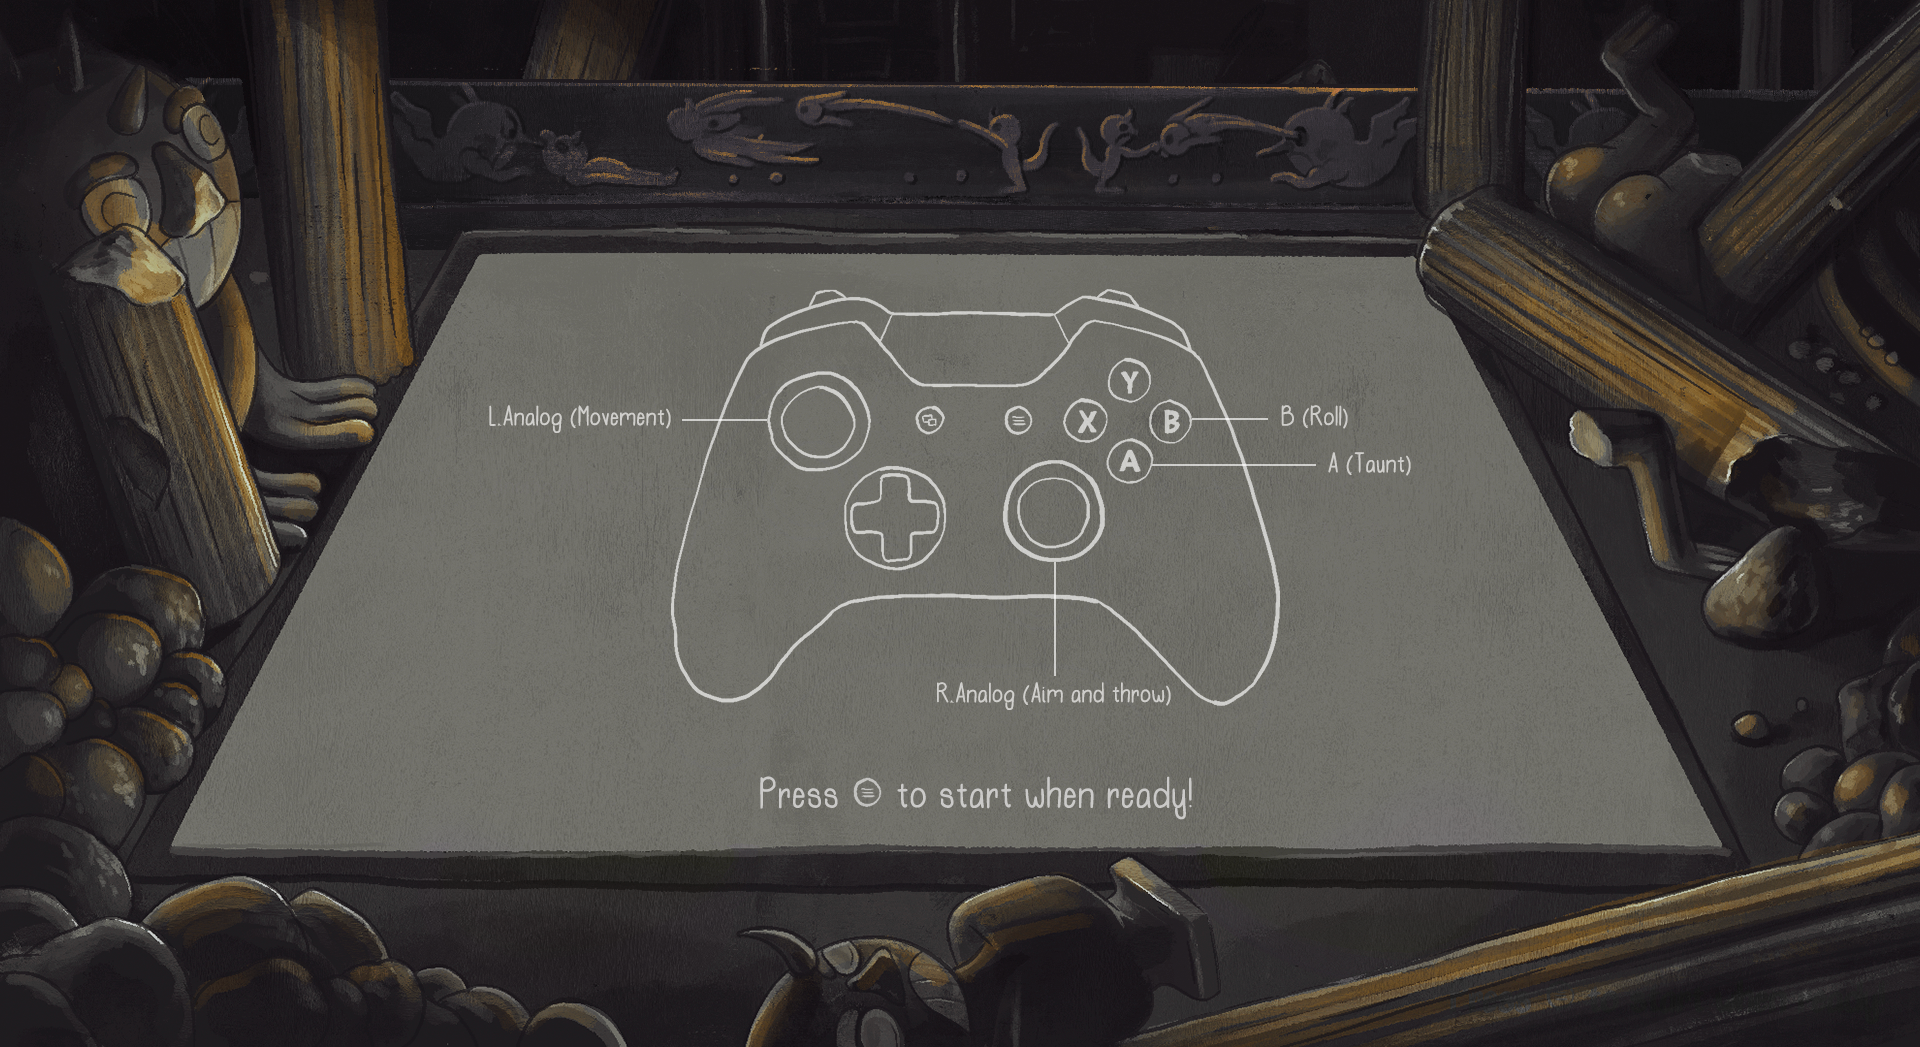 Y
X
B
A
L.Analog (Movement)
B (Roll)
A (Taunt)
R.Analog (Aim and throw)
Press to start when ready!